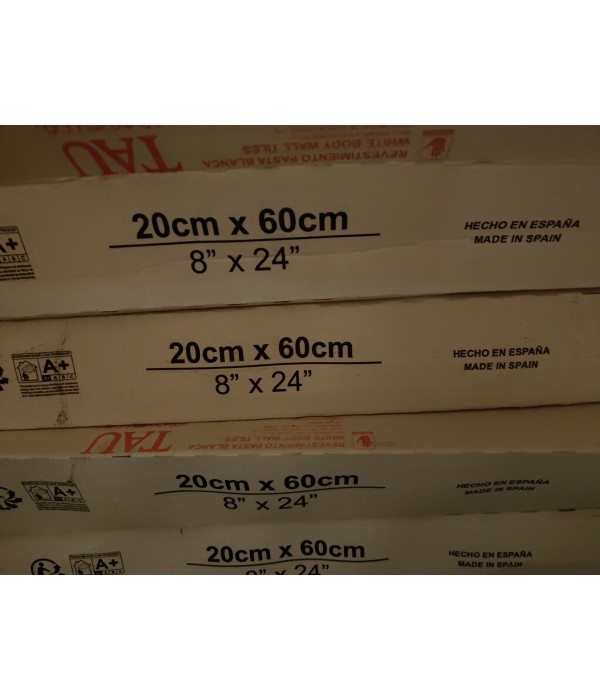 TAU
REVESTIMIENTO PASTA BLANCA
WHITE BODY WALL TILES
A+
20cm x 60cm
8” x 24”
HECHO EN ESPAÑA
MADE IN SPAIN
A+
A B C
20cm x 60cm
8” x 24”
HECHO EN ESPAÑA
MADE IN SPAIN
TAU
REVESTIMIENTO PASTA BLANCA
WHITE BODY WALL TILES
A+
20cm x 60cm
8” x 24”
HECHO EN ESPAÑA
MADE IN SPAIN
A+
A B C
20cm x 60cm
8” x 24”
HECHO EN ESPAÑA
MADE IN SPAIN